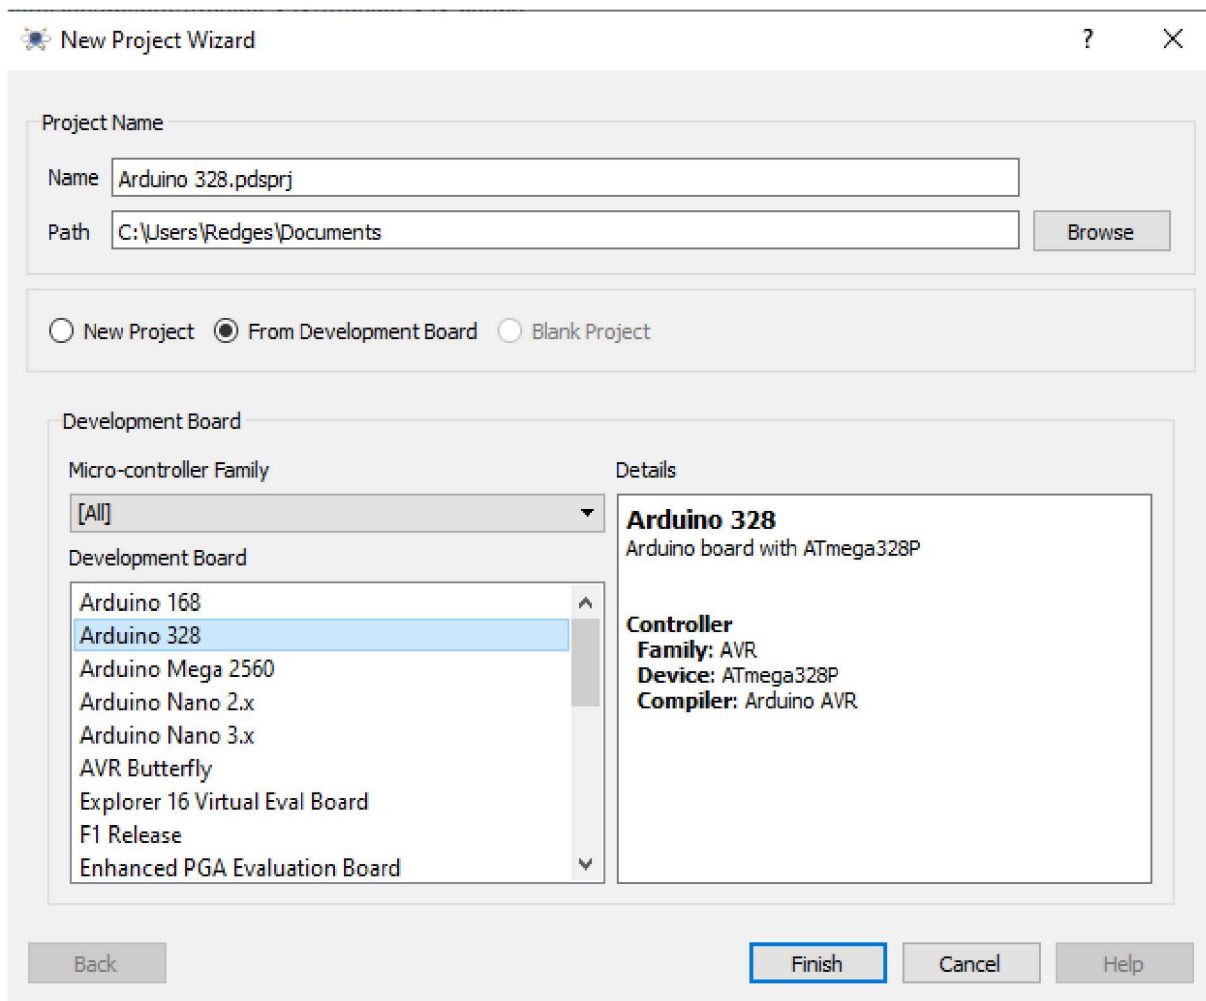 New Project Wizard ? X
Project Name
Name Arduino 328.pdsprj
Path C:\Users\Redges\Documents Browse
New Project From Development Board Blank Project
Development Board
Micro-controller Family
[All]
Development Board
Arduino 168
Arduino 328
Arduino Mega 2560
Arduino Nano 2.x
Arduino Nano 3.x
AVR Butterfly
Explorer 16 Virtual Eval Board
F1 Release
Enhanced PGA Evaluation Board
Details
Arduino 328
Arduino board with ATmega328P
Controller
Family: AVR
Device: ATmega328P
Compiler: Arduino AVR
Back Finish Cancel Help